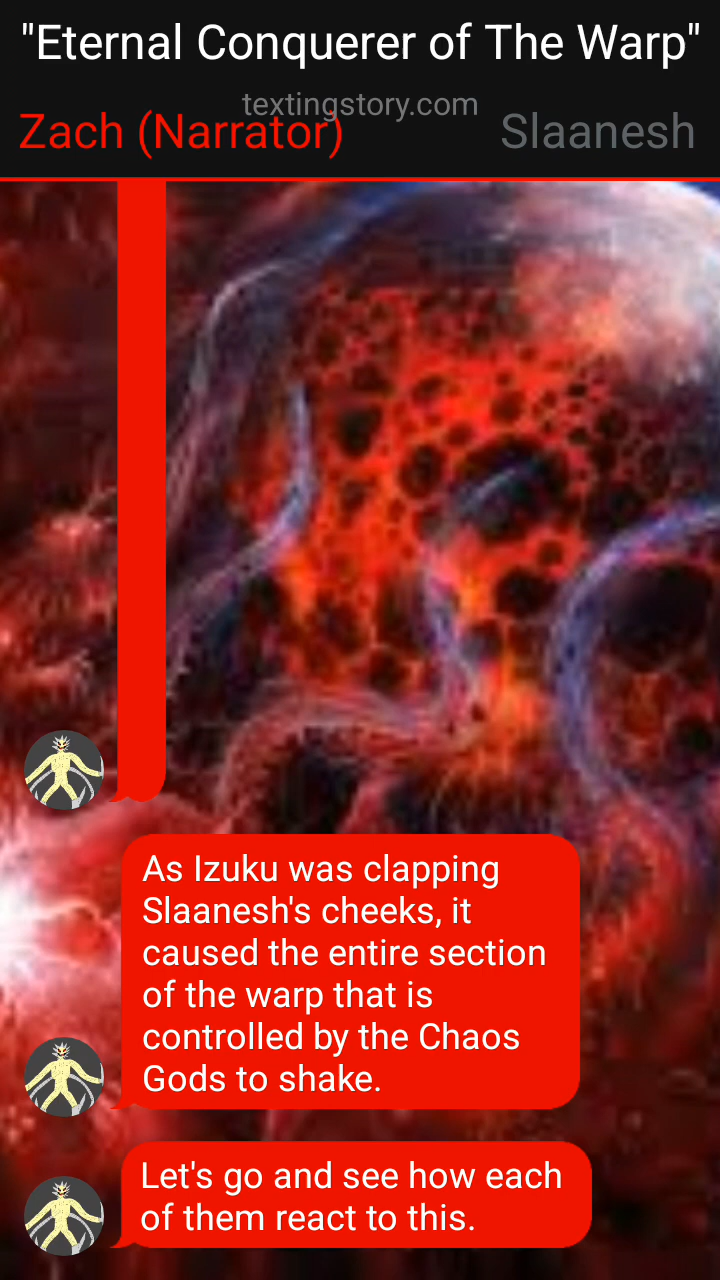 "Eternal Conquerer of The Warp"
textingstory.com
Zach (Narrator)
Slaanesh
As Izuku was clapping
Slaanesh's cheeks, it
caused the entire section
of the warp that is
controlled by the Chaos
Gods to shake.
Let's go and see how each
of them react to this.